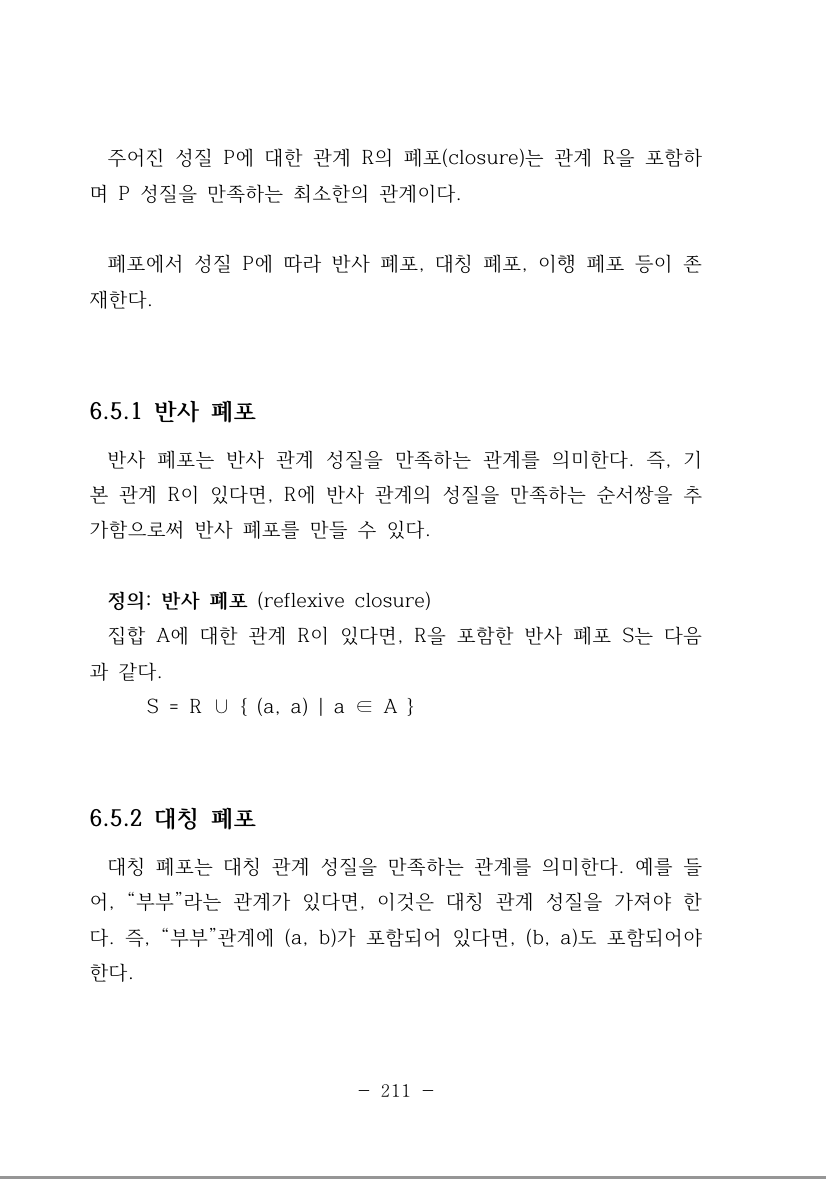 주어진 성질 P에 대한 관계 R의 폐포(closure)는 관계 R을 포함하
며 P 성질을 만족하는 최소한의 관계이다.
폐포에서 성질 P에 따라 반사 폐포, 대칭 폐포, 이행 폐포 등이 존
재한다.
6.5.1 반사 폐포
반사 폐포는 반사 관계 성질을 만족하는 관계를 의미한다. 즉, 기
본 관계 R이 있다면, R에 반사 관계의 성질을 만족하는 순서쌍을 추
가함으로써 반사 폐포를 만들 수 있다.
정의: 반사 폐포 (reflexive closure)
집합 A에 대한 관계 R이 있다면, R을 포함한 반사 폐포 S는 다음
과 같다.
S = R ∪ { (a, a) | a ∈ A }
6.5.2 대칭 폐포
대칭 폐포는 대칭 관계 성질을 만족하는 관계를 의미한다. 예를 들
어, “부부”라는 관계가 있다면, 이것은 대칭 관계 성질을 가져야 한
다. 즉, “부부”관계에 (a, b)가 포함되어 있다면, (b, a)도 포함되어야
한다.
- 211 -